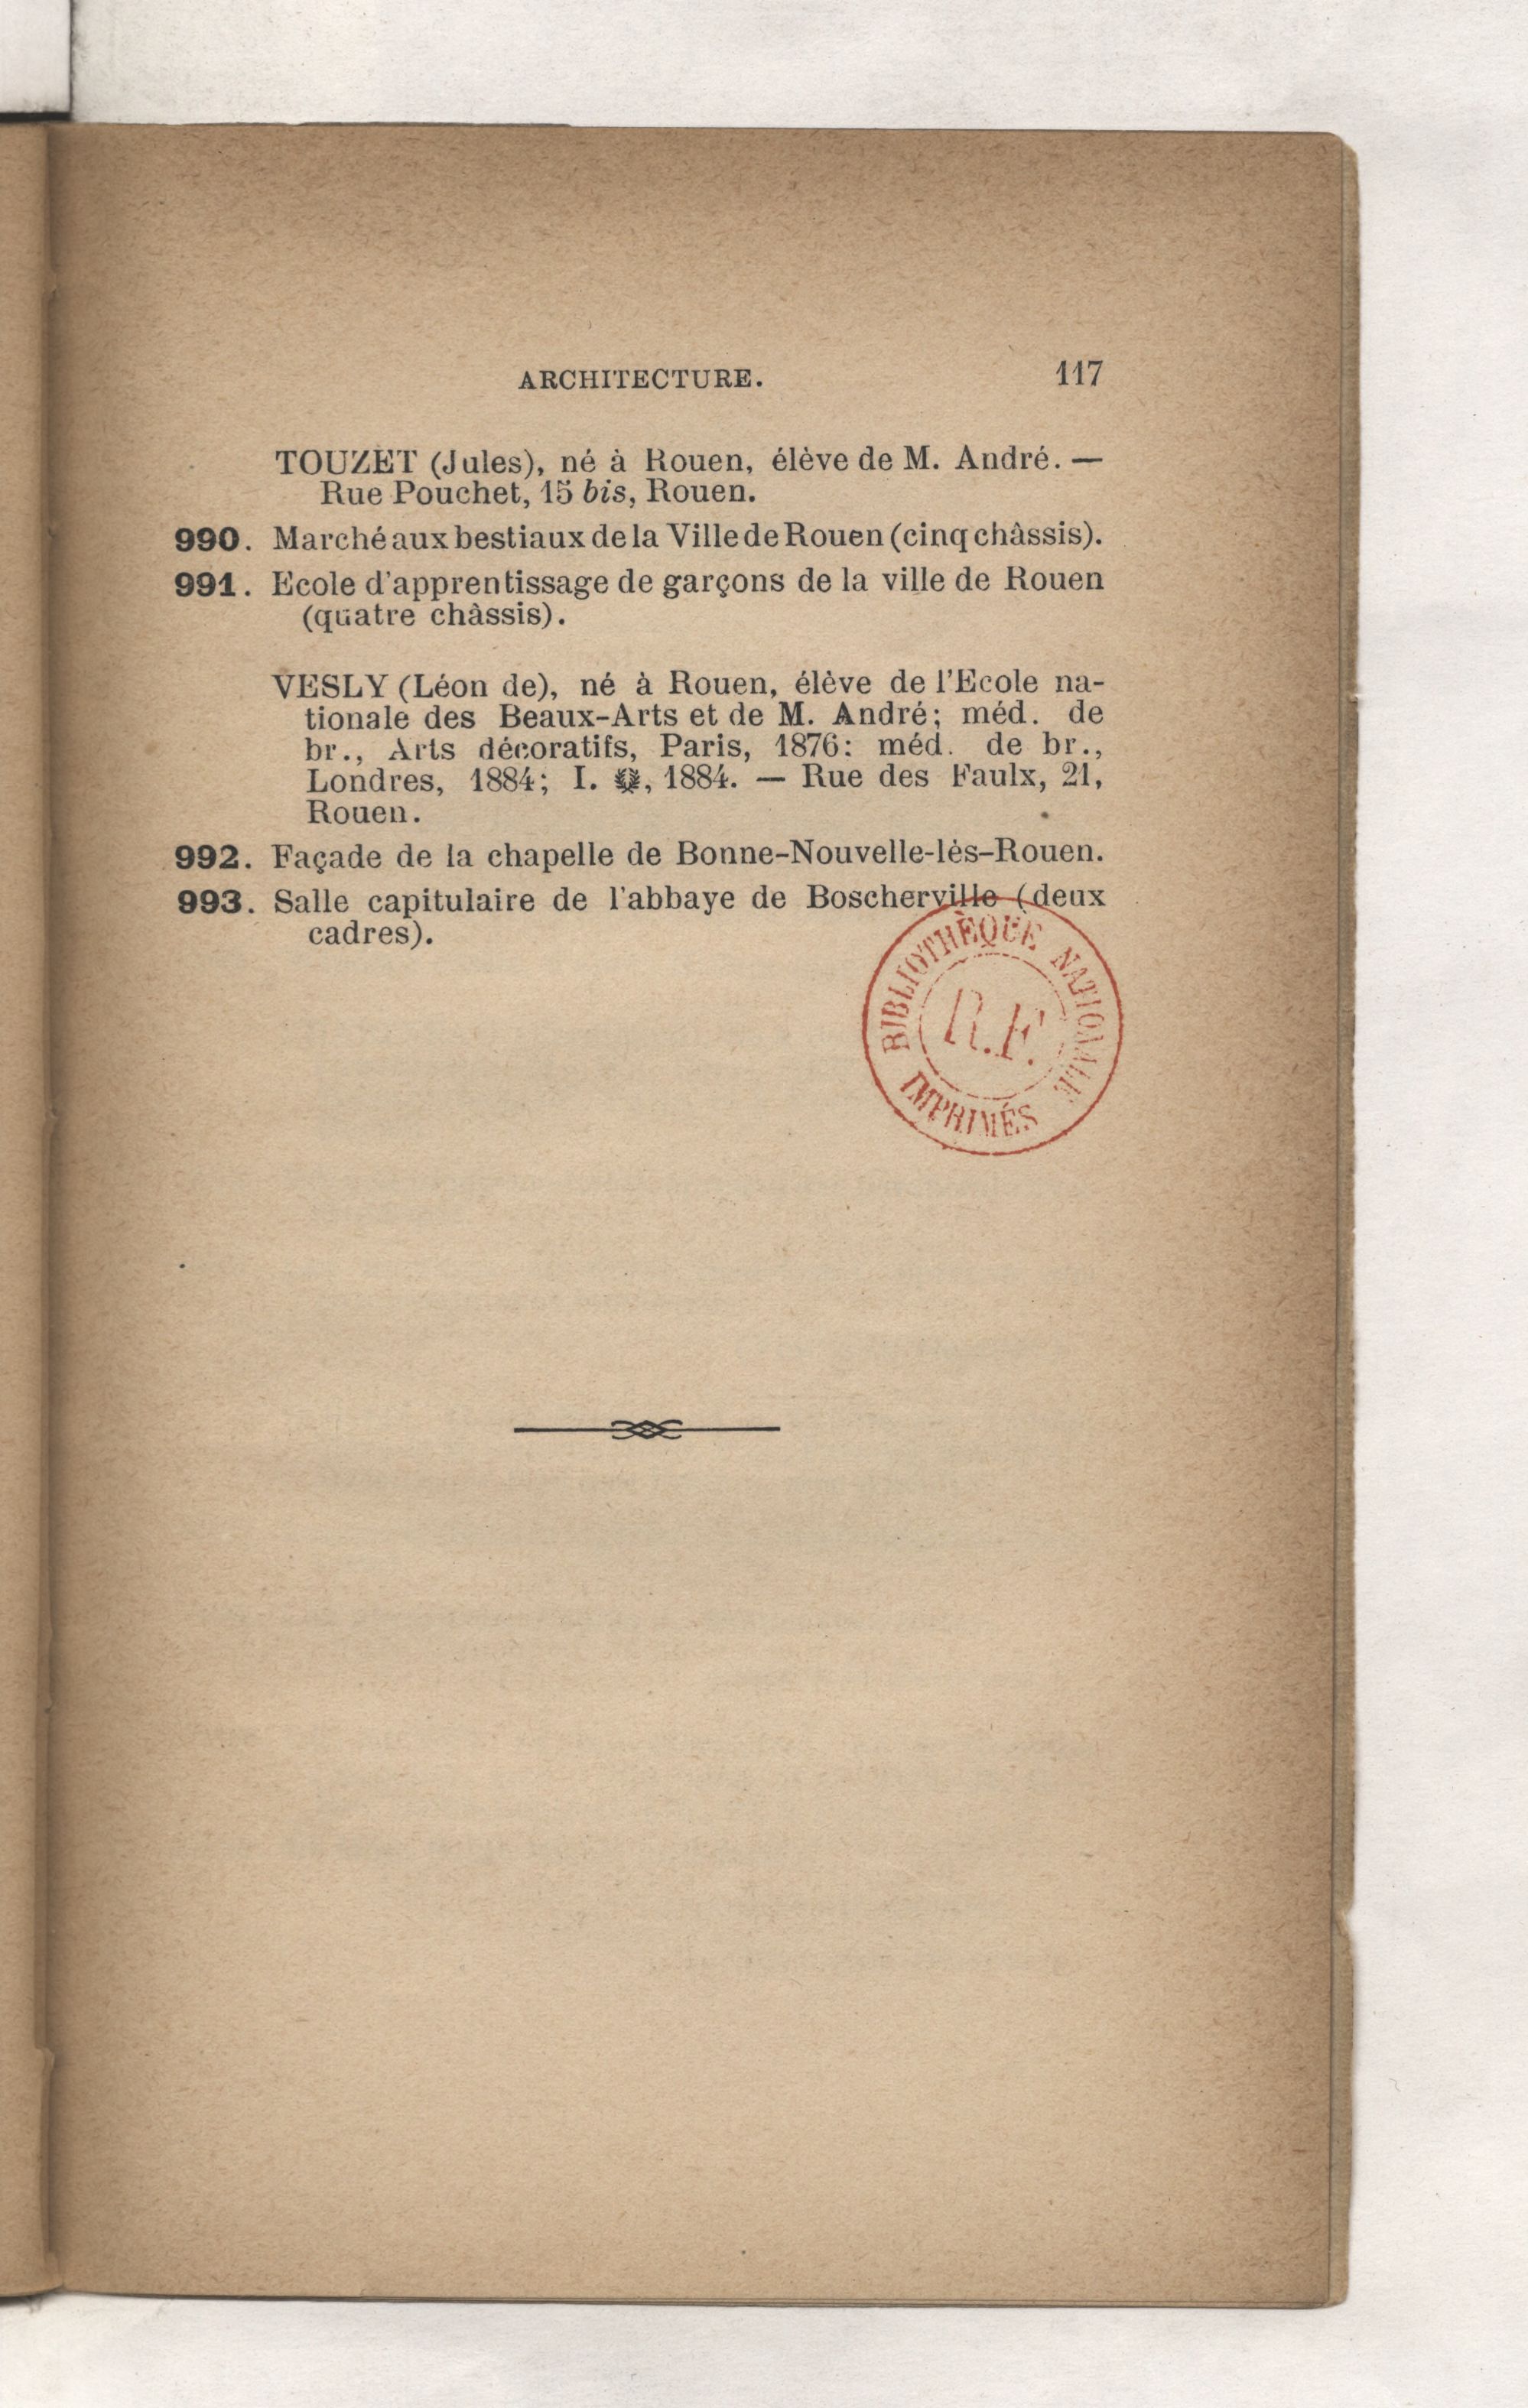 ARCHITECTURE. 117
TOUZET (Jules), né à Rouen, élève de M. André. —
Rue Pouchet, 15 bis, Rouen.
990. Marché aux bestiaux de la Ville de Rouen (cinq châssis).
991. Ecole d'apprentissage de garçons de la ville de Rouen
(quatre châssis).
VESLY (Léon de), né à Rouen, élève de l'Ecole na-
tionale des Beaux-Arts et de M. André; méd. de
br., Arts décoratifs, Paris, 1876: méd. de br.,
Londres, 1884; I. , 1884. — Rue des Faulx, 21,
Rouen.
992. Façade de la chapelle de Bonne-Nouvelle-lès-Rouen.
993. Salle capitulaire de l'abbaye de Boscherville (deux
cadres).
BIBLIOTHÈQUE NATIONALE
R.F.
IMPRIMÉS